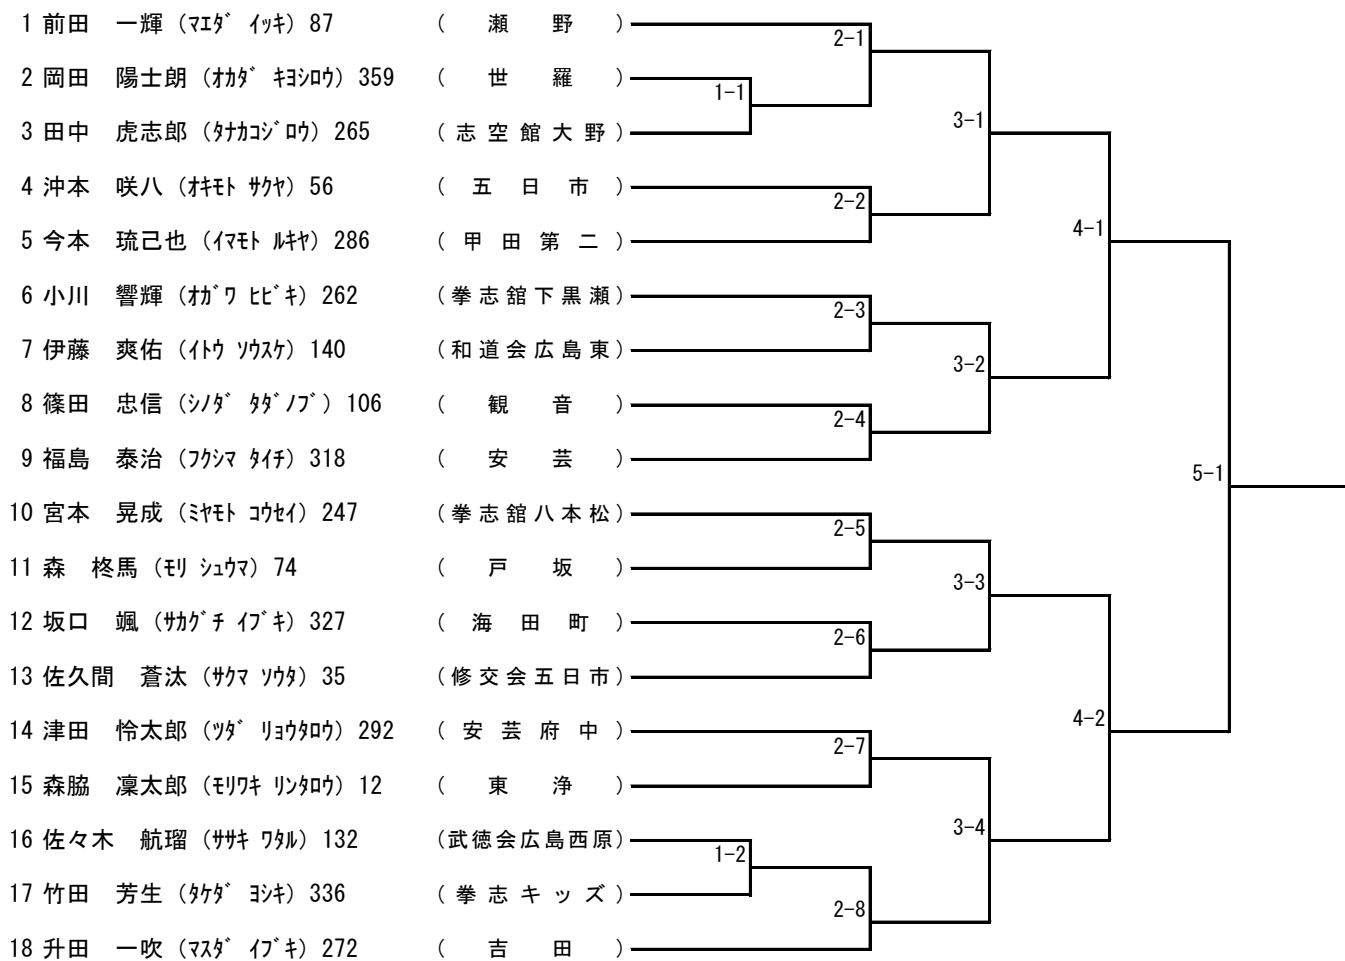 1 前田　一輝（ﾏｴﾀﾞ ｲｯｷ）87 （瀬野） 2-1
2 岡田　陽士朗（ｵｶﾀﾞ ｷﾖｼﾛｳ）359 （世羅） 1-1
3 田中　虎志郎（ﾀﾅｶｺｼﾞﾛｳ）265 （志空館大野） 3-1
4 沖本　咲八（ｵｷﾓﾄ ｻｸﾔ）56 （五日市） 2-2
5 今本　琉己也（ｲﾏﾓﾄ ﾙｷﾔ）286 （甲田第二） 4-1
6 小川　響輝（ｵｶﾞﾜ ﾋﾋﾞｷ）262 （拳志舘下黒瀬） 2-3
7 伊藤　爽佑（ｲﾄｳ ｿｳｽｹ）140 （和道会広島東） 3-2
8 篠田　忠信（ｼﾉﾀﾞ ﾀﾀﾞﾉﾌﾞ）106 （観音） 2-4
9 福島　泰治（ﾌｸｼﾏ ﾀｲﾁ）318 （安芸） 5-1
10 宮本　晃成（ﾐﾔﾓﾄ ｺｳｾｲ）247 （拳志舘八本松） 2-5
11 森　柊馬（ﾓﾘ ｼｭｳﾏ）74 （戸坂） 3-3
12 坂口　颯（ｻｶｸﾞﾁ ｲﾌﾞｷ）327 （海田町） 2-6
13 佐久間　蒼汰（ｻｸﾏ ｿｳﾀ）35 （修交会五日市） 4-2
14 津田　怜太郎（ﾂﾀﾞ ﾘｮｳﾀﾛｳ）292 （安芸府中） 2-7
15 森脇　凜太郎（ﾓﾘﾜｷ ﾘﾝﾀﾛｳ）12 （東浄） 3-4
16 佐々木　航瑠（ｻｻｷ ﾜﾀﾙ）132 （武徳会広島西原） 1-2
17 竹田　芳生（ﾀｹﾀﾞ ﾖｼｷ）336 （拳志キッズ） 2-8
18 升田　一吹（ﾏｽﾀﾞ ｲﾌﾞｷ）272 （吉田）